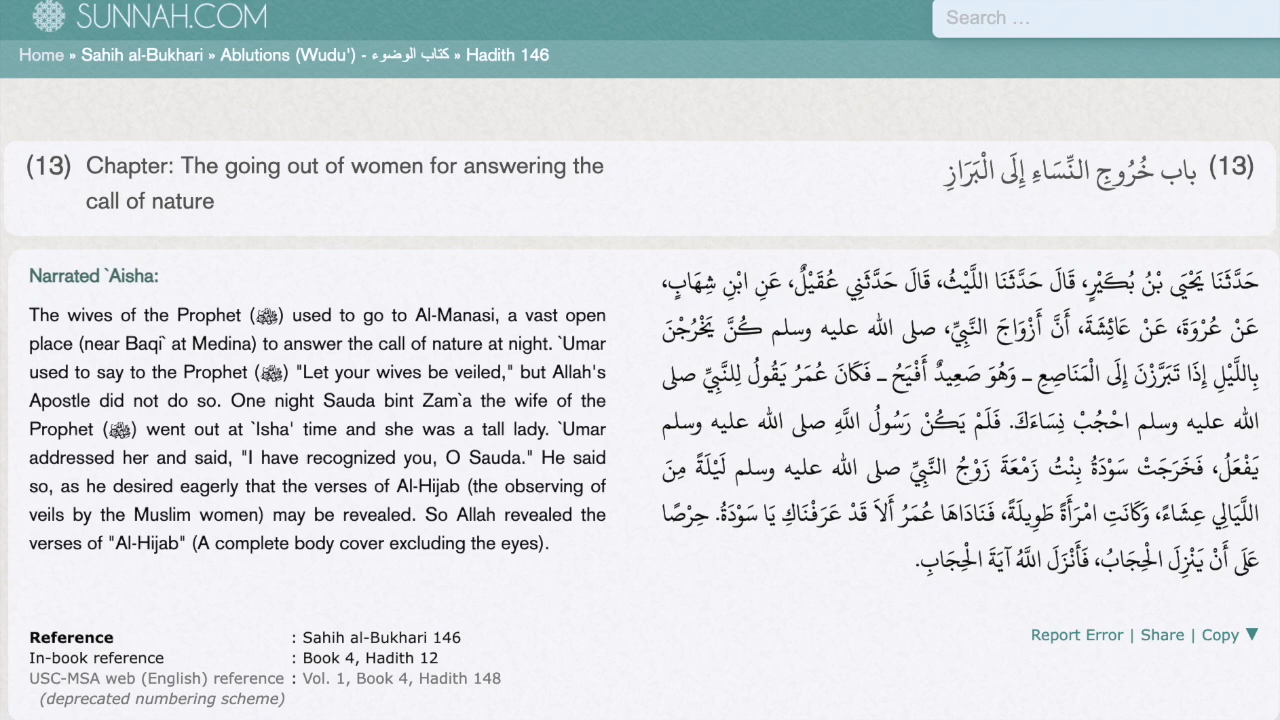 SUNNAH.COM
Search ...
Home » Sahih al-Bukhari » Ablutions (Wudu') - كتاب الوضوء » Hadith 146
(13) Chapter: The going out of women for answering the
call of nature
(13) باب خُرُوجِ النِّسَاءِ إِلَى الْبَرَازِ
Narrated `Aisha:
The wives of the Prophet (ﷺ) used to go to Al-Manasi, a vast open
place (near Baqi` at Medina) to answer the call of nature at night. `Umar
used to say to the Prophet (ﷺ) "Let your wives be veiled," but Allah's
Apostle did not do so. One night Sauda bint Zam`a the wife of the
Prophet (ﷺ) went out at `Isha' time and she was a tall lady. `Umar
addressed her and said, "I have recognized you, O Sauda." He said
so, as he desired eagerly that the verses of Al-Hijab (the observing of
veils by the Muslim women) may be revealed. So Allah revealed the
verses of "Al-Hijab" (A complete body cover excluding the eyes).
حَدَّثَنَا يَحْيَى بْنُ بُكَيْرٍ، قَالَ حَدَّثَنَا اللَّيْثُ، قَالَ حَدَّثَنِي عُقَيْلٌ، عَنِ ابْنِ شِهَابٍ،
عَنْ عُرْوَةَ، عَنْ عَائِشَةَ، أَنَّ أَزْوَاجَ النَّبِيِّ، صلى الله عليه وسلم كُنَّ يَخْرُجْنَ
بِاللَّيْلِ إِذَا تَبَرَّزْنَ إِلَى الْمَنَاصِعِ ـ وَهُوَ صَعِيدٌ أَفْيَحُ ـ فَكَانَ عُمَرُ يَقُولُ لِلنَّبِيِّ صلى
الله عليه وسلم احْجُبْ نِسَاءَكَ. فَلَمْ يَكُنْ رَسُولُ اللَّهِ صلى الله عليه وسلم
يَفْعَلُ، فَخَرَجَتْ سَوْدَةُ بِنْتُ زَمْعَةَ زَوْجُ النَّبِيِّ صلى الله عليه وسلم لَيْلَةً مِنَ
اللَّيَالِي عِشَاءً، وَكَانَتِ امْرَأَةً طَوِيلَةً، فَنَادَاهَا عُمَرُ أَلاَ قَدْ عَرَفْنَاكِ يَا سَوْدَةُ. حِرْصًا
عَلَى أَنْ يَنْزِلَ الْحِجَابُ، فَأَنْزَلَ اللَّهُ آيَةَ الْحِجَابِ.
Reference : Sahih al-Bukhari 146
In-book reference : Book 4, Hadith 12
USC-MSA web (English) reference : Vol. 1, Book 4, Hadith 148
(deprecated numbering scheme)
Report Error | Share | Copy ▼